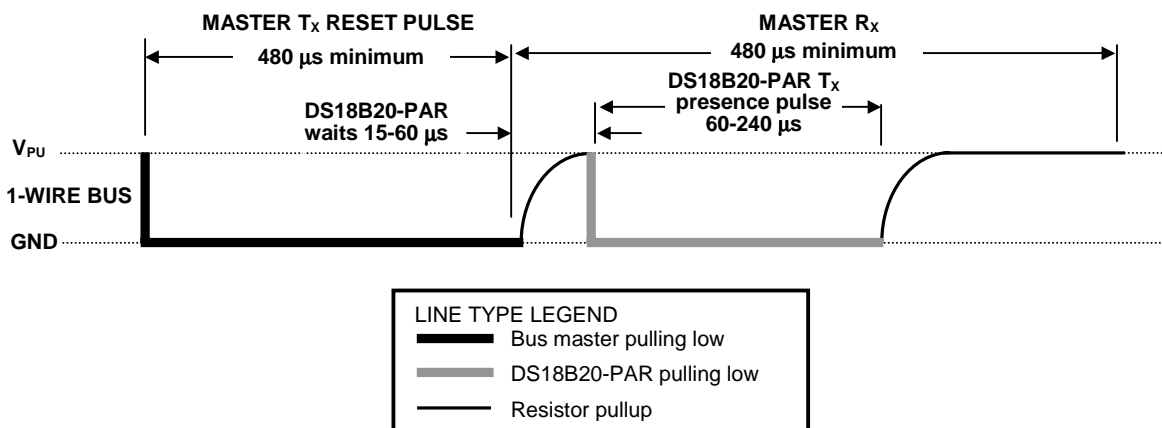 MASTER TX RESET PULSE
MASTER RX
480 μs minimum
480 μs minimum
DS18B20-PAR TX
presence pulse
60-240 μs
DS18B20-PAR
waits 15-60 μs
VPU
1-WIRE BUS
GND
LINE TYPE LEGEND
Bus master pulling low
DS18B20-PAR pulling low
Resistor pullup